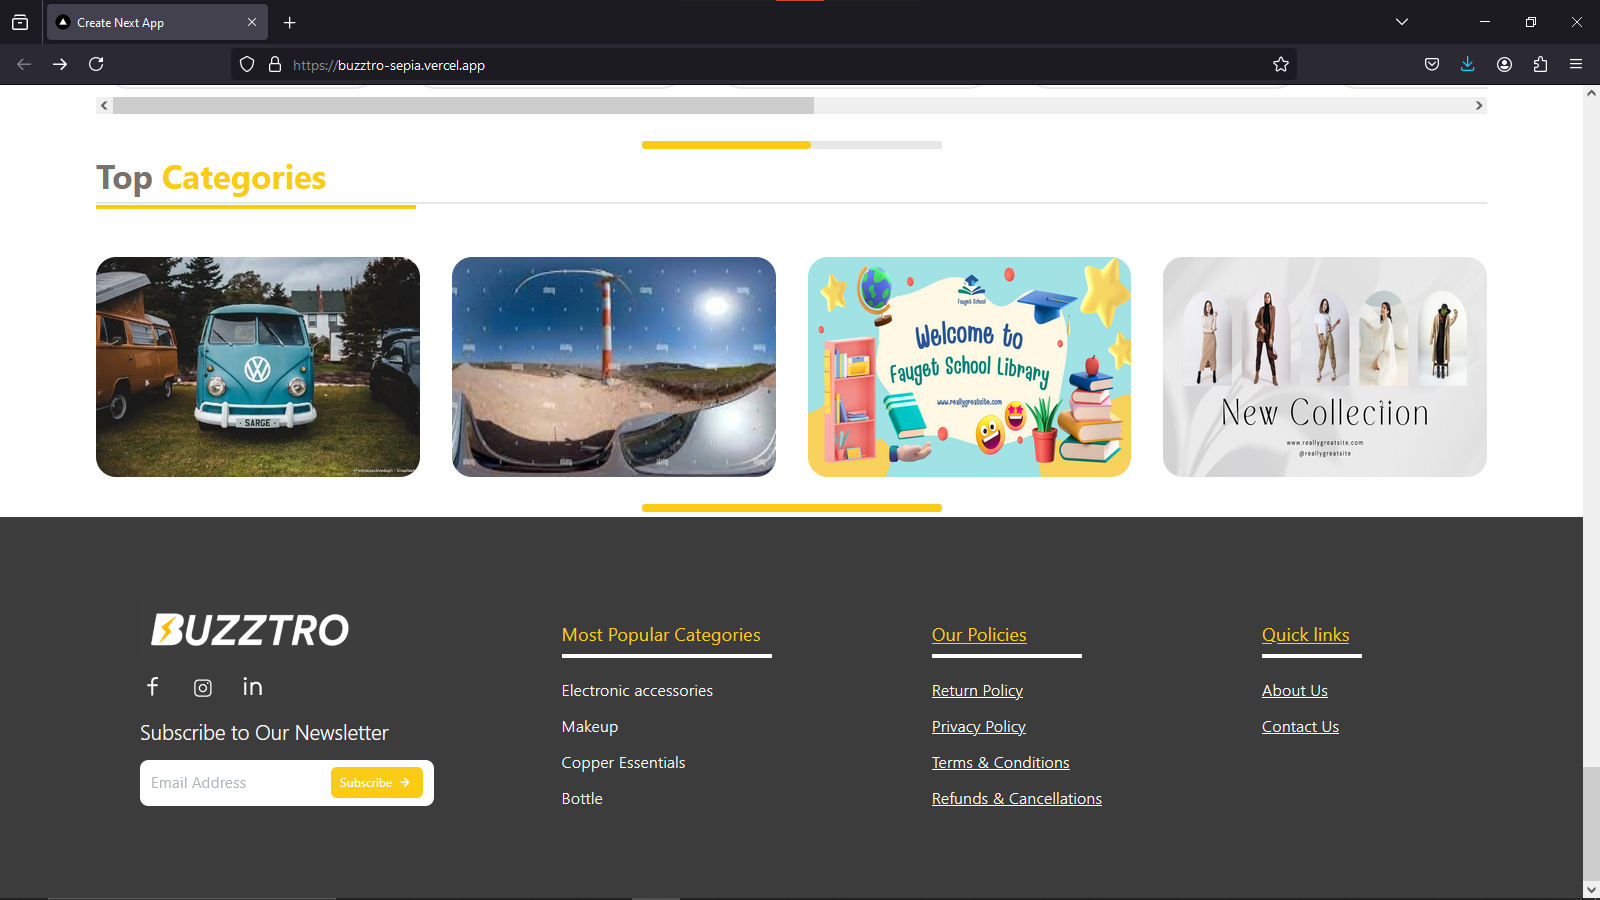 Create Next App
https://buzztro-sepia.vercel.app
Top Categories
SARGE
Fauget School
Welcome to
Fauget School Library
www.reallygreatsite.com
New Collection
www.reallygreatsite.com
@reallygreatsite
BUZZTRO
Subscribe to Our Newsletter
Email Address
Subscribe →
Most Popular Categories
Electronic accessories
Makeup
Copper Essentials
Bottle
Our Policies
Return Policy
Privacy Policy
Terms & Conditions
Refunds & Cancellations
Quick links
About Us
Contact Us